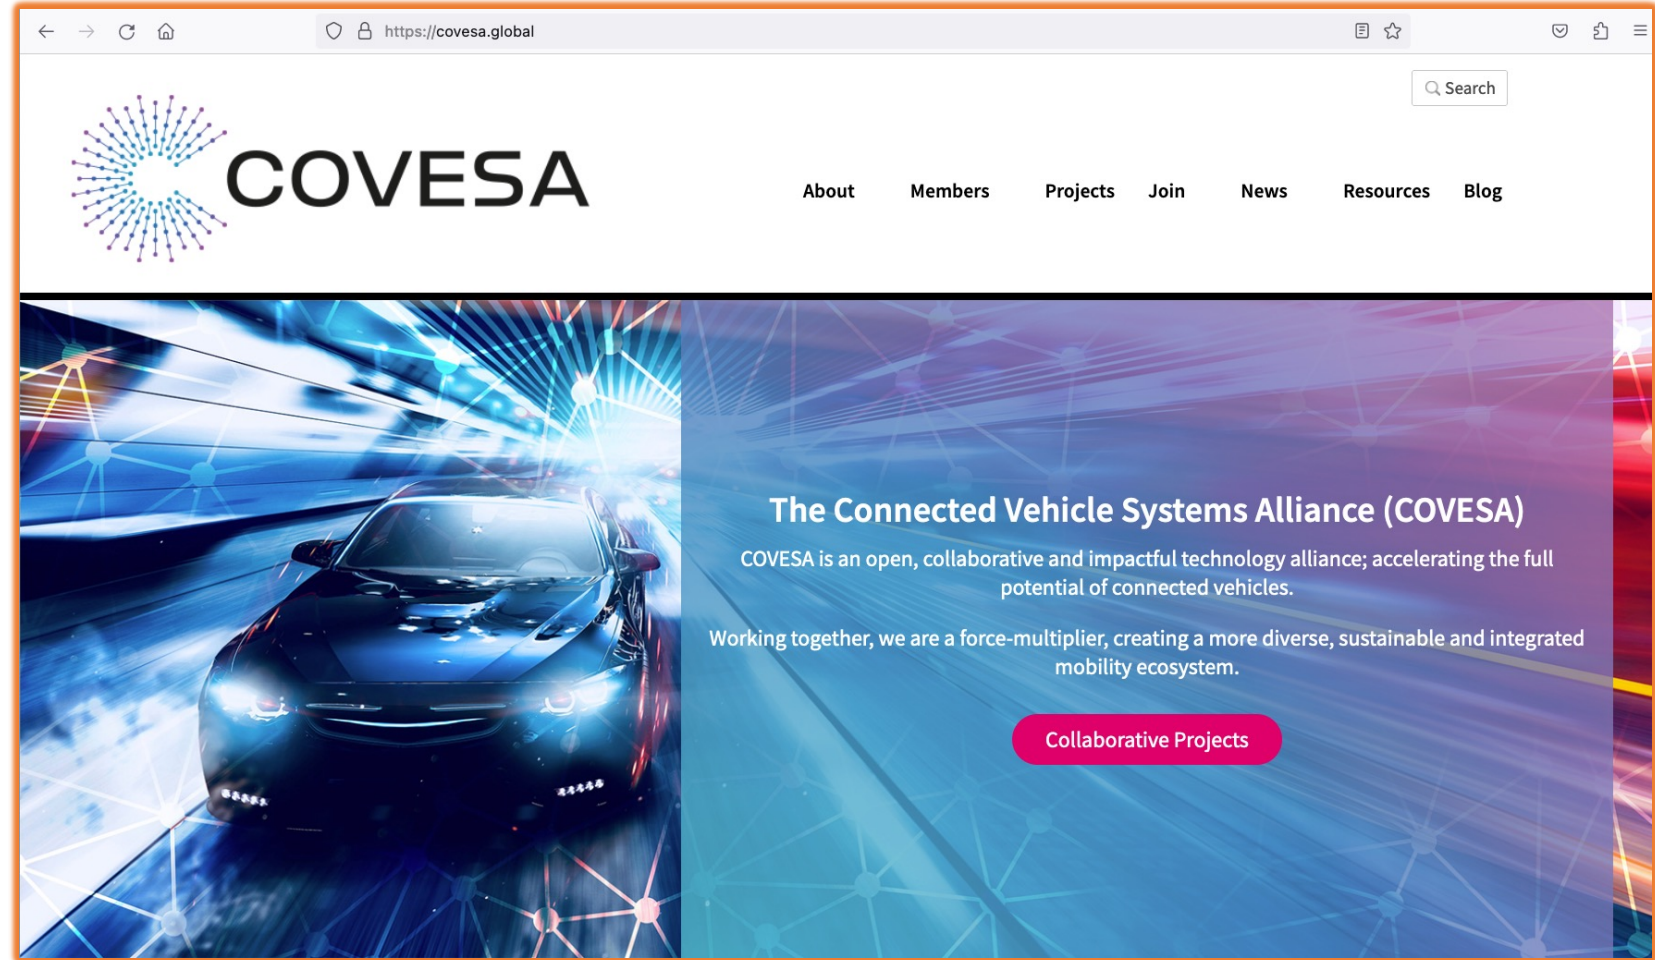 https://covesa.global
Search
COVESA
About Members Projects Join News Resources Blog
The Connected Vehicle Systems Alliance (COVESA)
COVESA is an open, collaborative and impactful technology alliance; accelerating the full
potential of connected vehicles.
Working together, we are a force-multiplier, creating a more diverse, sustainable and integrated
mobility ecosystem.
Collaborative Projects